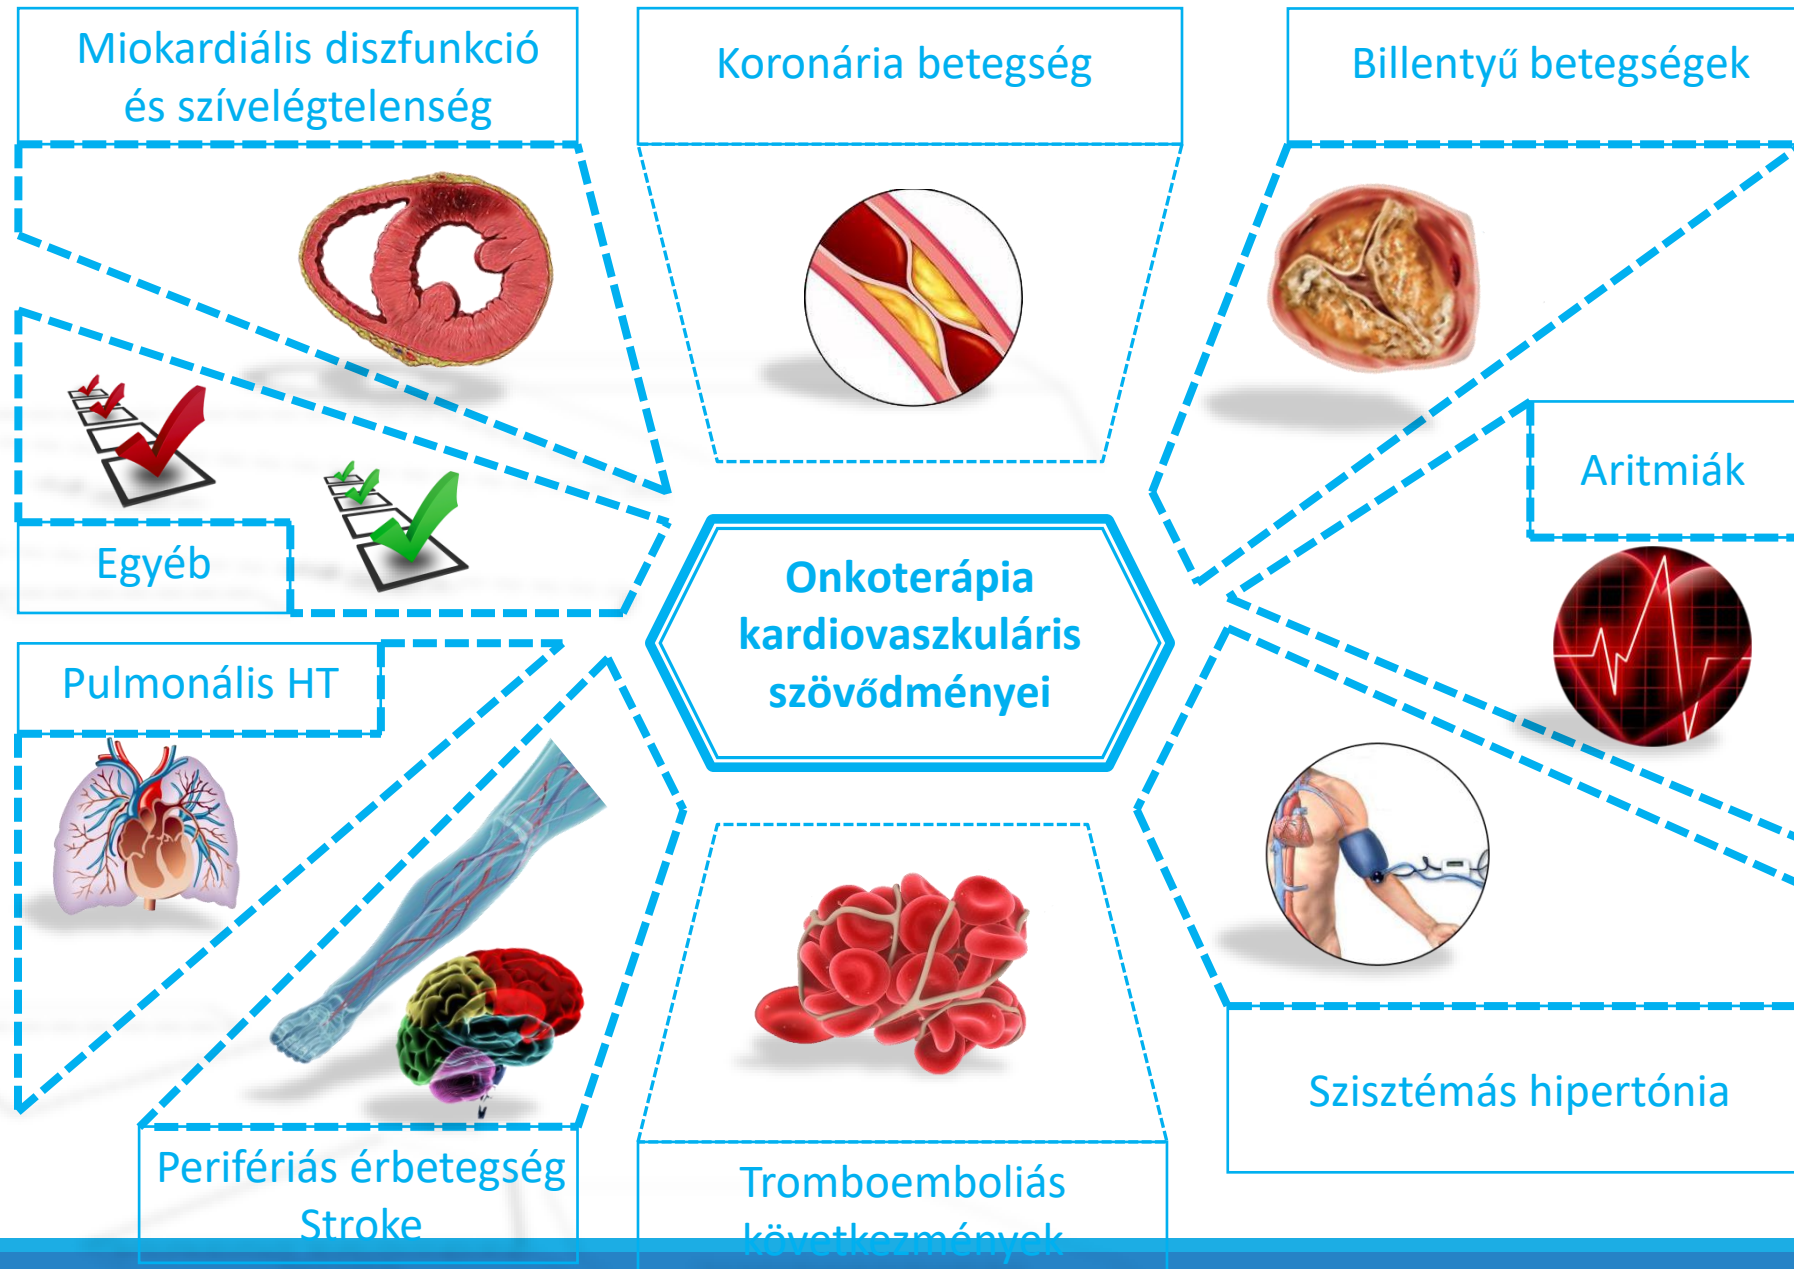 Miokardiális diszfunkció
és szívelégtelenség
Koronária betegség
Billentyű betegségek
Aritmiák
Egyéb
Onkoterápia
kardiovaszkuláris
szövődményei
Pulmonális HT
Szisztémás hipertónia
Perifériás érbetegség
Stroke
Tromboemboliás
következmények